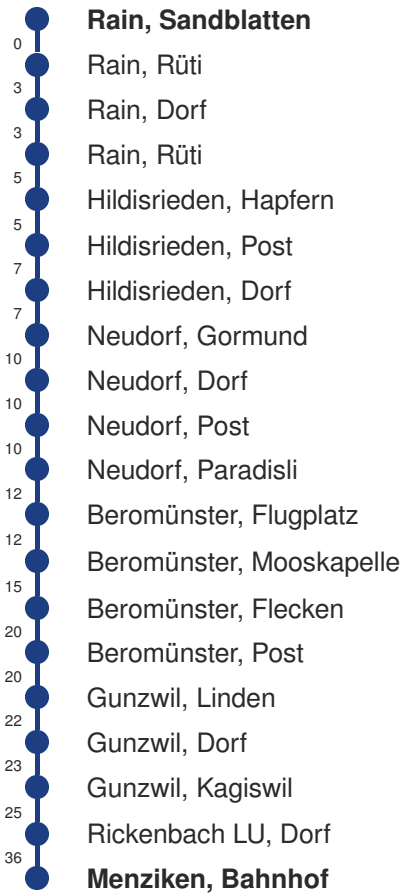 Rain, Sandblatten
0
Rain, Rüti
3
Rain, Dorf
3
Rain, Rüti
5
Hildisrieden, Hapfern
5
Hildisrieden, Post
7
Hildisrieden, Dorf
7
Neudorf, Gormund
10
Neudorf, Dorf
10
Neudorf, Post
10
Neudorf, Paradisli
12
Beromünster, Flugplatz
12
Beromünster, Mooskapelle
15
Beromünster, Flecken
20
Beromünster, Post
20
Gunzwil, Linden
22
Gunzwil, Dorf
23
Gunzwil, Kagiswil
25
Rickenbach LU, Dorf
36
Menziken, Bahnhof